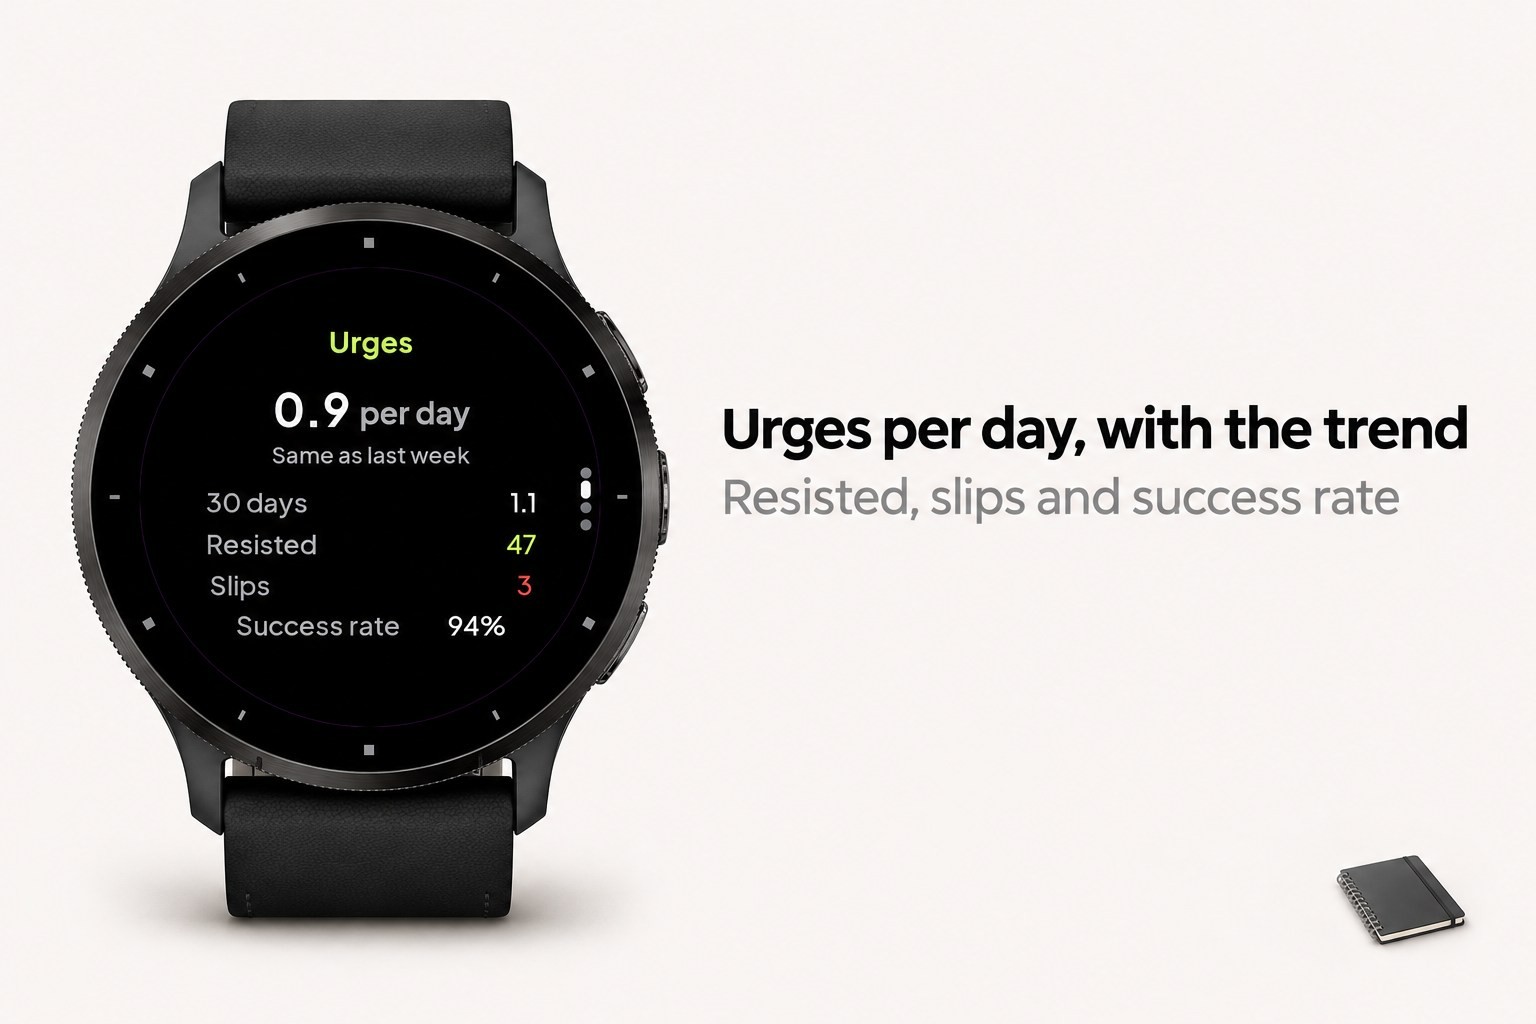 Urges
0.9 per day
Same as last week
30 days 1.1
Resisted 47
Slips 3
Success rate 94%
Urges per day, with the trend
Resisted, slips and success rate